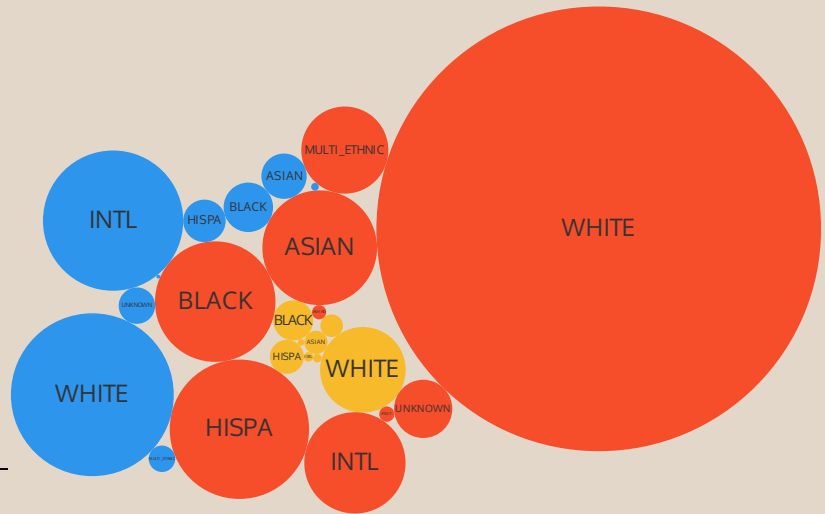 MULTI_ETHNIC
ASIAN
BLACK
HISPA
INTL
WHITE
ASIAN
BLACK
UNKNOWN
BLACK
ASIAN
HISPA
WHITE
WHITE
UNKNOWN
HISPA
INTL